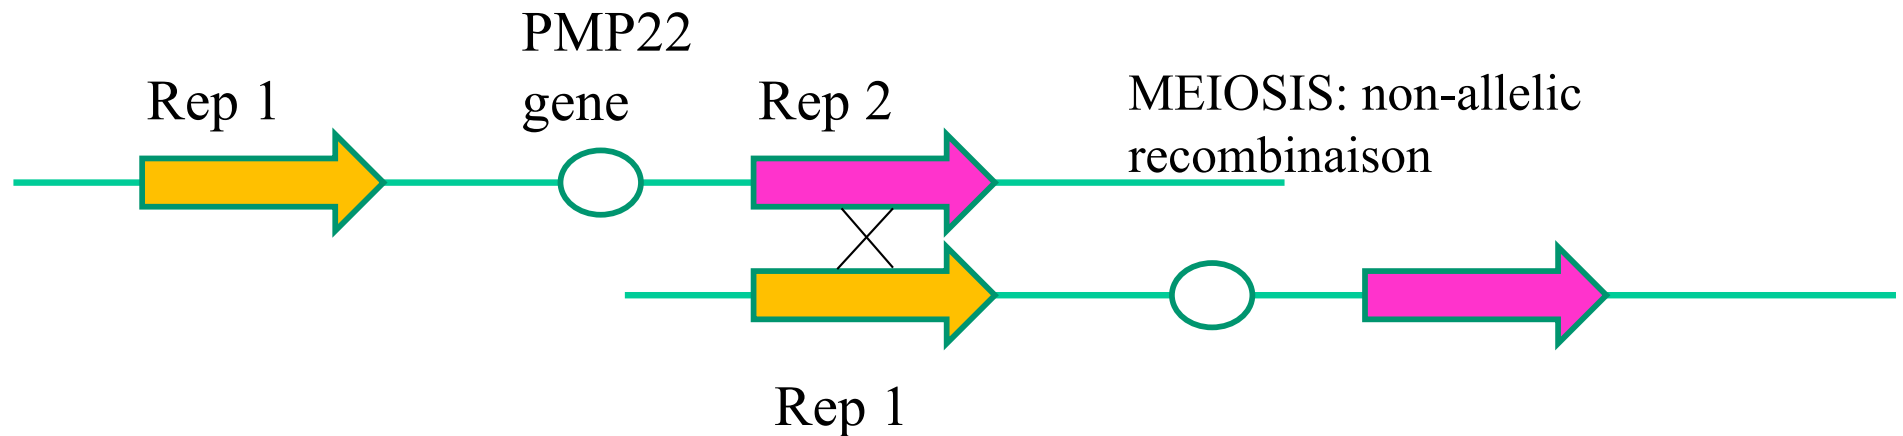 PMP22
gene
Rep 1
Rep 2
MEIOSIS: non-allelic
recombinaison
Rep 1